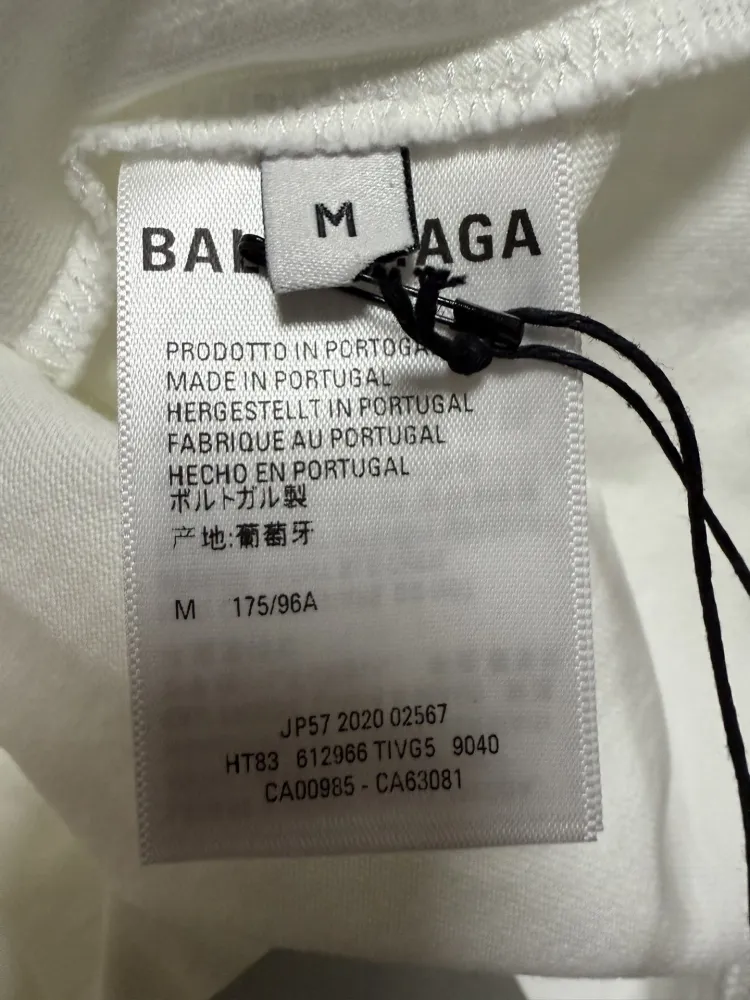 M
BAL AGA
PRODOTTO IN PORTOGA
MADE IN PORTUGAL
HERGESTELLT IN PORTUGAL
FABRIQUE AU PORTUGAL
HECHO EN PORTUGAL
ポルトガル製
产地:葡萄牙
M 175/96A
JP57 2020 02567
HT83 612966 TIVG5 9040
CA00985 - CA63081